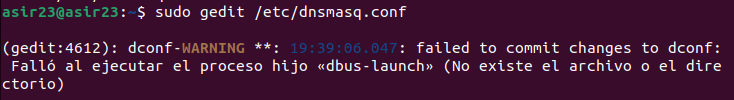 asir23@asir23:~$ sudo gedit /etc/dnsmasq.conf
(gedit:4612): dconf-WARNING **: 19:39:06.047: failed to commit changes to dconf:
Falló al ejecutar el proceso hijo «dbus-launch» (No existe el archivo o el dire
ctorio)